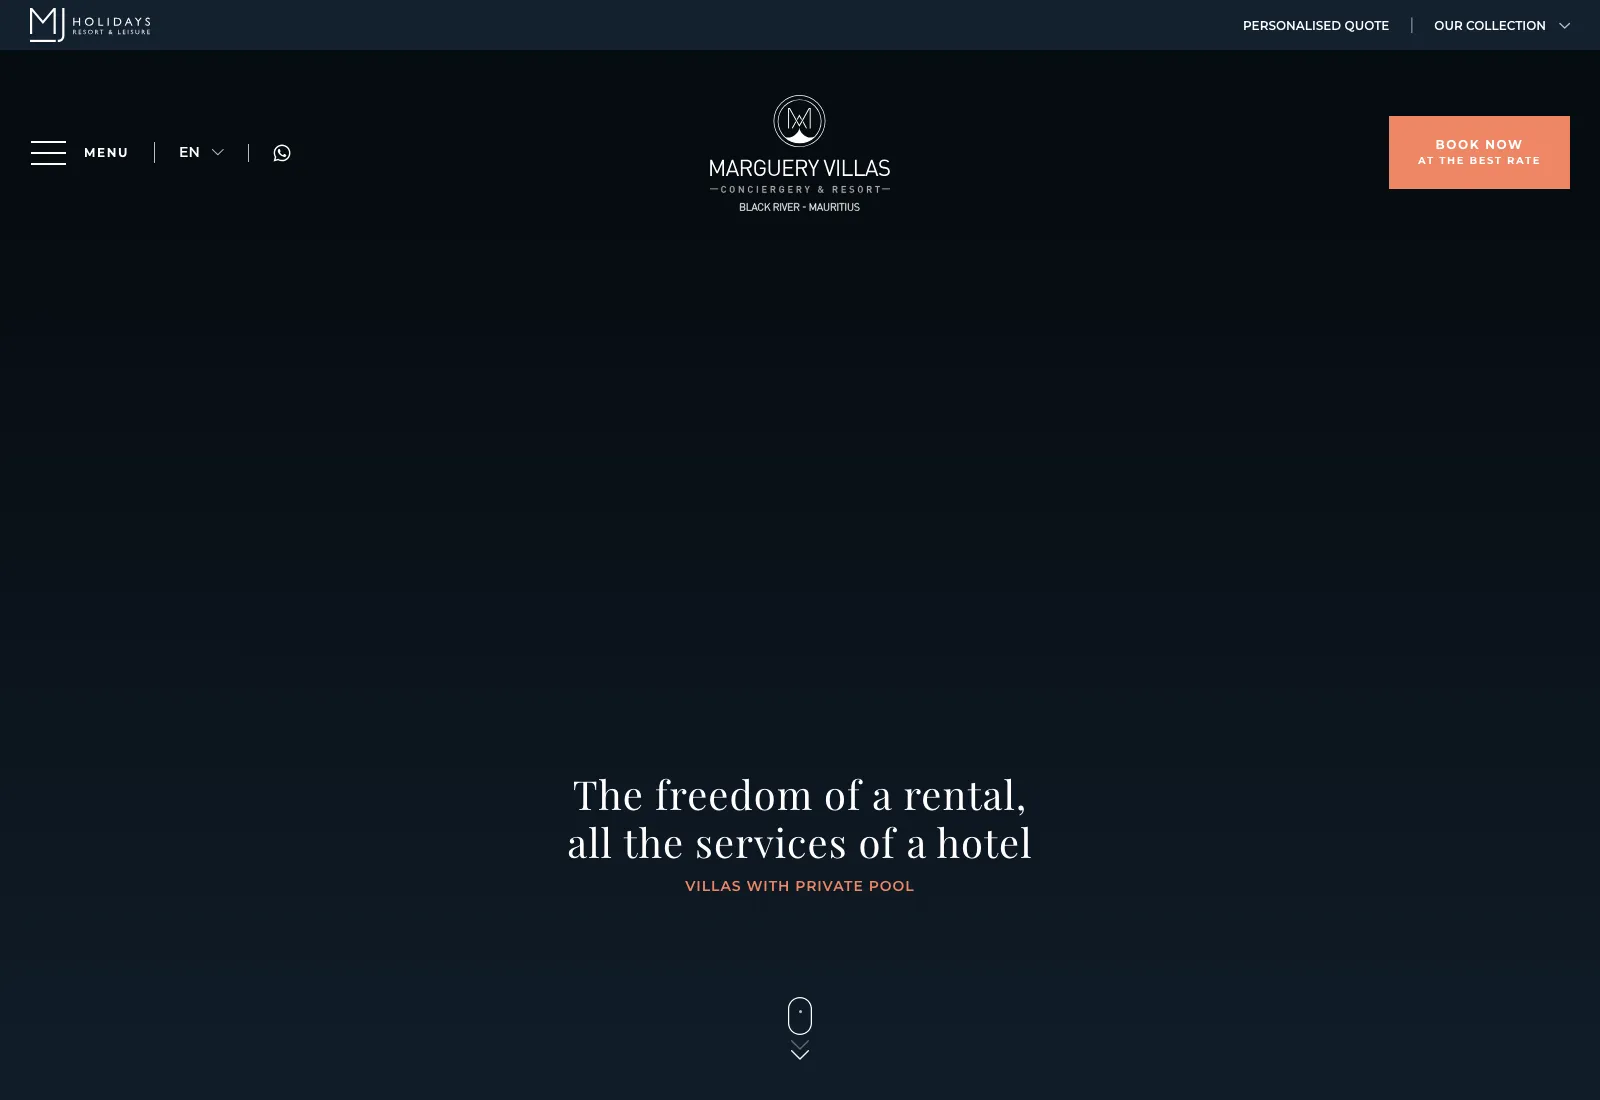 MJ HOLIDAYS
RESORT & LEISURE
PERSONALISED QUOTE
OUR COLLECTION
MENU
EN
MARGUERY VILLAS
CONCIERGERY & RESORT
BLACK RIVER - MAURITIUS
BOOK NOW
AT THE BEST RATE
The freedom of a rental,
all the services of a hotel
VILLAS WITH PRIVATE POOL